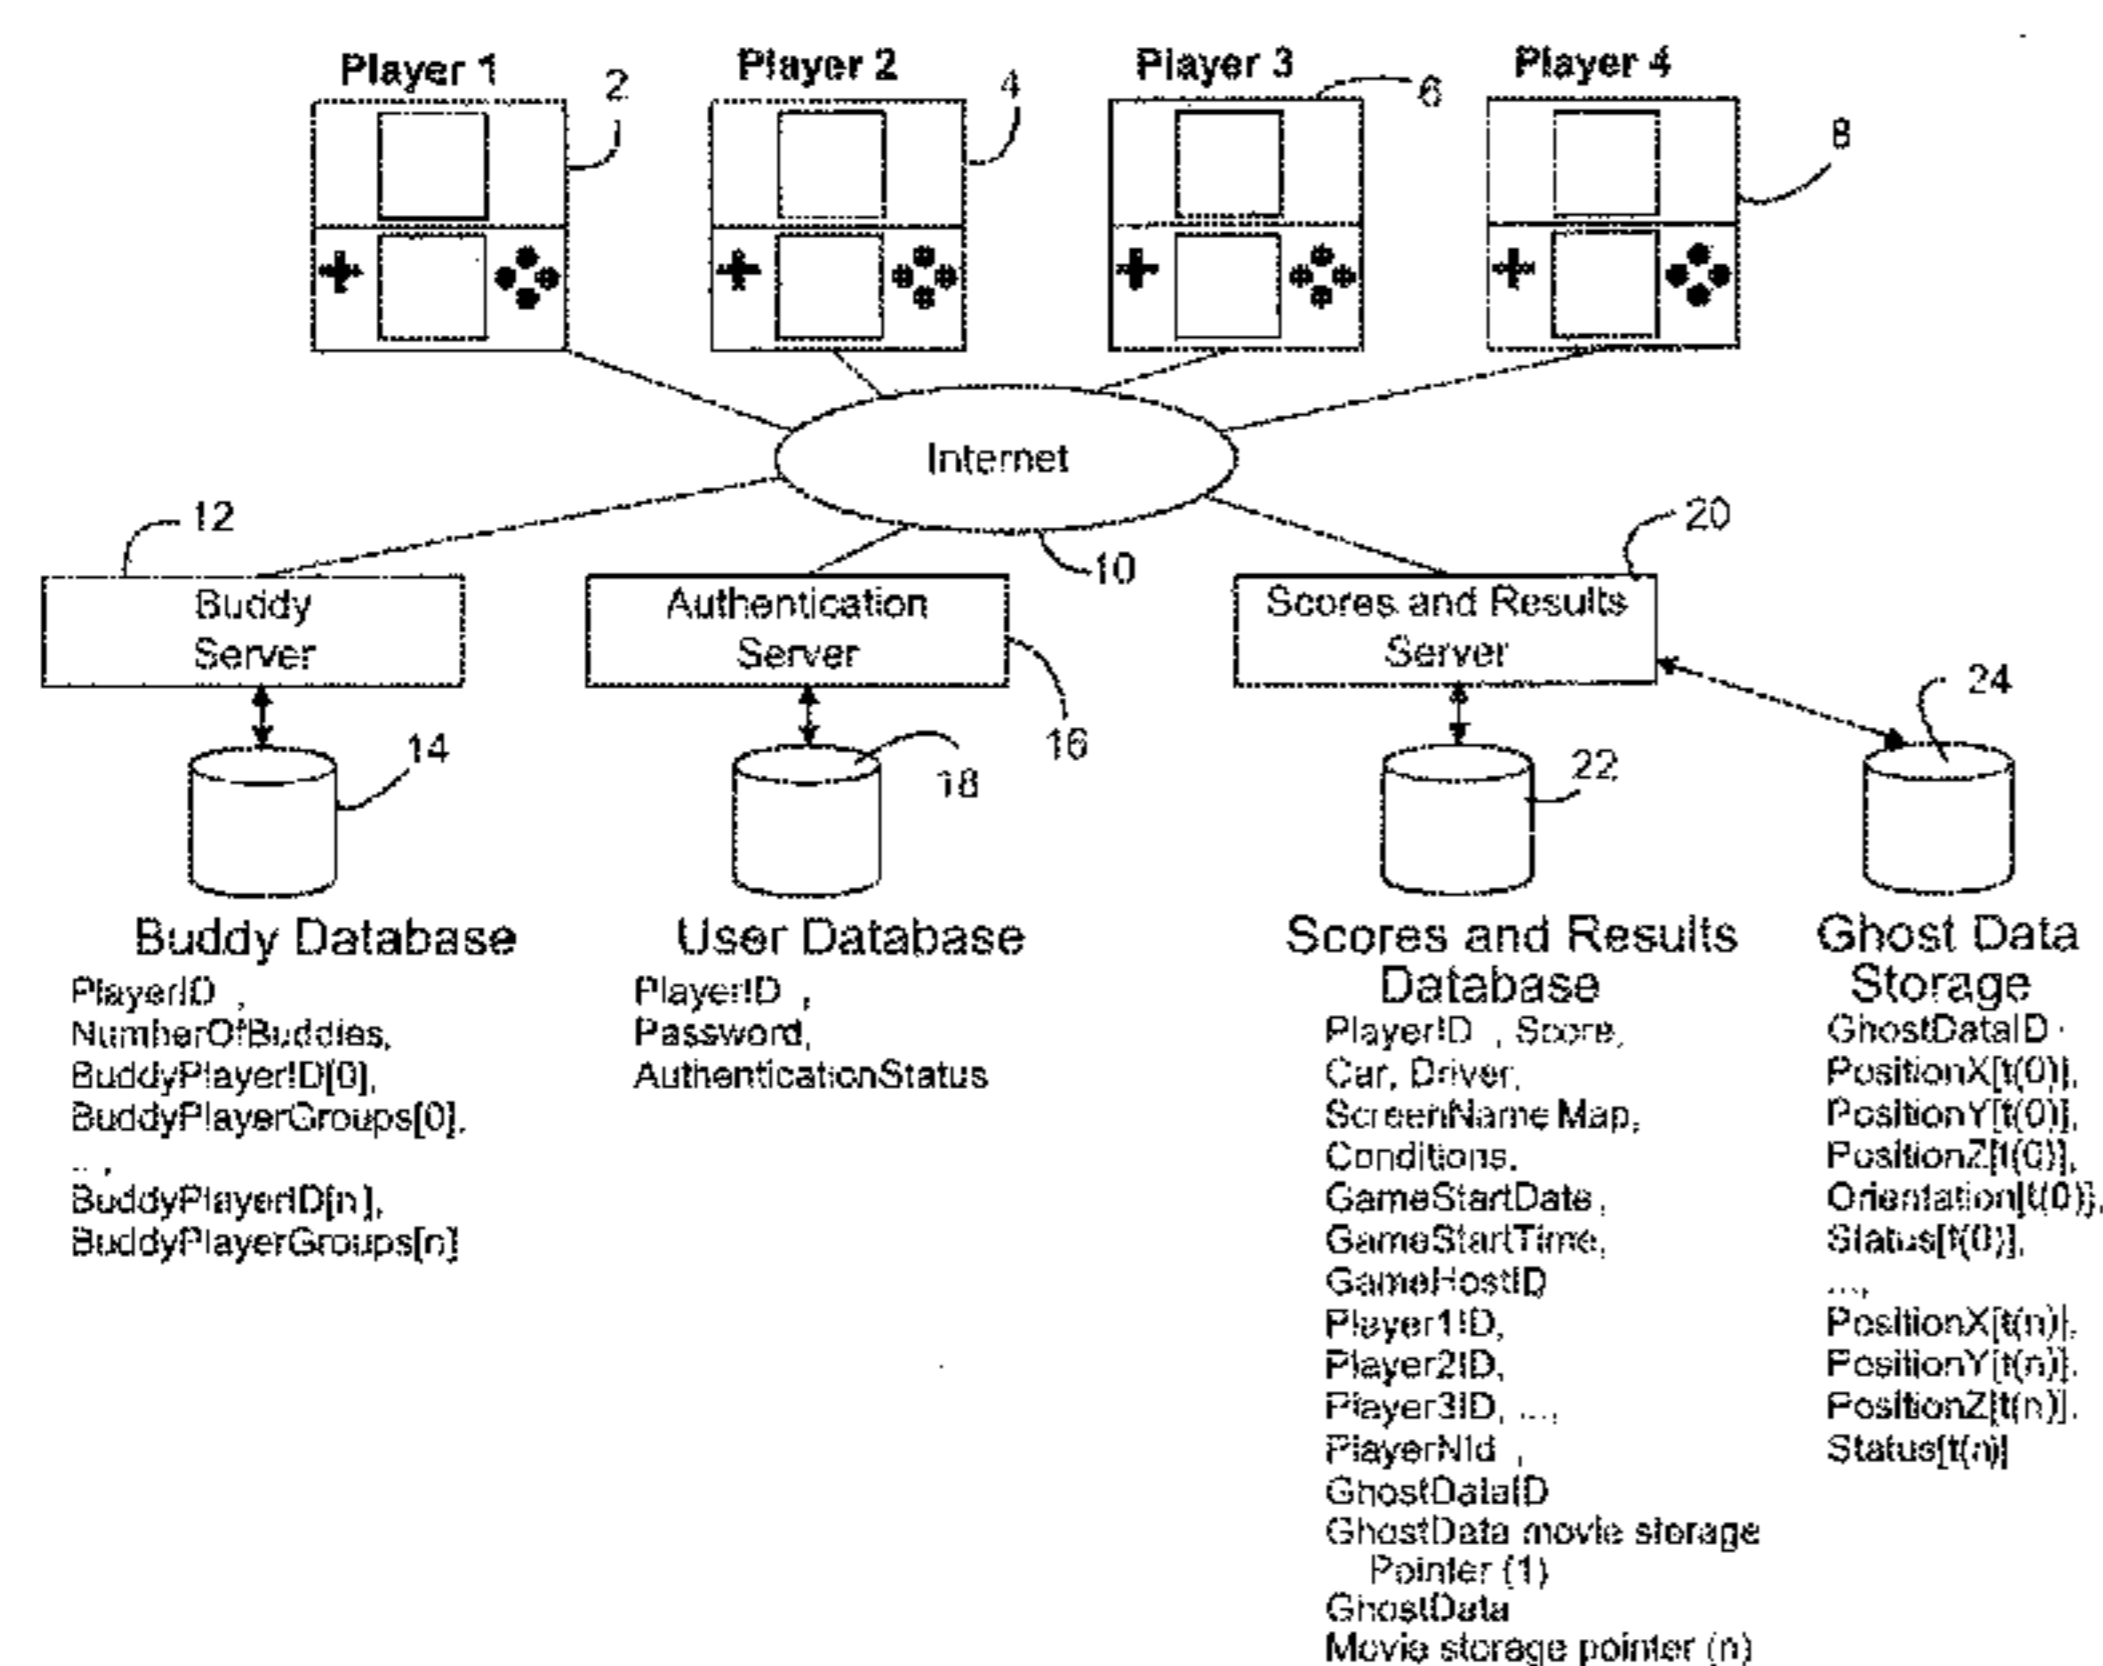 Player 1
Player 2
Player 3
Player 4
2
4
6
8
Internet
10
12
Buddy
Server
Authentication
Server
16
20
Scores and Results
Server
14
18
22
24
Buddy Database
PlayerID ,
NumberOfBuddies,
BuddyPlayerID[0],
BuddyPlayerGroups[0],
... ,
BuddyPlayerID[n],
BuddyPlayerGroups[n]
User Database
PlayerID ,
Password,
AuthenticationStatus
Scores and Results
Database
PlayerID , Score,
Car, Driver,
ScreenName Map,
Conditions,
GameStartDate,
GameStartTime,
GameHostID
Player1ID,
Player2ID,
Player3ID, ...,
PlayerNId ,
GhostDataID
GhostData movie storage
Pointer (1)
GhostData
Movie storage pointer (n)
Ghost Data
Storage
GhostDataID
PositionX[t(0)],
PositionY[t(0)],
PositionZ[t(0)],
Orientation[t(0)],
Status[t(0)],
...,
PositionX[t(n)],
PositionY[t(n)],
PositionZ[t(n)],
Status[t(n)]